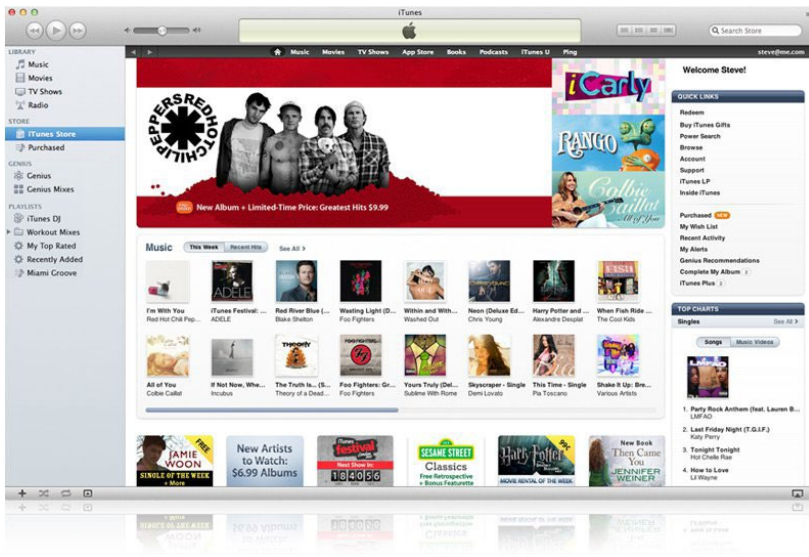 iTunes
Search Store
LIBRARY
Music
Movies
TV Shows
Radio
STORE
iTunes Store
Purchased
GENIUS
Genius
Genius Mixes
PLAYLISTS
iTunes DJ
Workout Mixes
My Top Rated
Recently Added
Miami Groove
Music Movies TV Shows App Store Books Podcasts iTunes U Ping
steve@me.com
RED HOT CHILI PEPPERS
New Album + Limited-Time Price: Greatest Hits $9.99
iCarly
RANGO
Colbie
Caillat
All of You
Music
This Week
Recent Hits
See All >
ADELE
I'm With You
Red Hot Chili Pep...
iTunes Festival: ...
ADELE
Red River Blue (...
Blake Shelton
Wasting Light (D...
Foo Fighters
Within and With...
Washed Out
Neon (Deluxe Ed...
Chris Young
Harry Potter and ...
Alexandre Desplat
When Fish Ride ...
The Cool Kids
THEORY
FOO FIGHTERS
All of You
Colbie Caillat
If Not Now, Whe...
Incubus
The Truth Is... (S...
Theory of a Dead...
Foo Fighters: Gr...
Foo Fighters
Yours Truly (Del...
Sublime With Rome
Skyscraper - Single
Demi Lovato
This Time - Single
Pia Toscano
Shake It Up: Bre...
Various Artists
JAMIE
WOON
FREE
SINGLE OF THE WEEK
+ More
New Artists
to Watch:
$6.99 Albums
iTunes
festival
Next Show In:
184056
SESAME STREET
Classics
Free Retrospective
+ Bonus Featurette
Harry Potter
99¢
MOVIE RENTAL OF THE WEEK
New Book
Then Came
You
JENNIFER
WEINER
Welcome Steve!
QUICK LINKS
Redeem
Buy iTunes Gifts
Power Search
Browse
Account
Support
iTunes LP
Inside iTunes
Purchased NEW
My Wish List
Recent Activity
My Alerts
Genius Recommendations
Complete My Album
iTunes Plus
TOP CHARTS
Singles
See All >
Songs
Music Videos
LMFAO
1. Party Rock Anthem (feat. Lauren B...
LMFAO
2. Last Friday Night (T.G.I.F.)
Katy Perry
3. Tonight Tonight
Hot Chelle Rae
4. How to Love
Lil Wayne